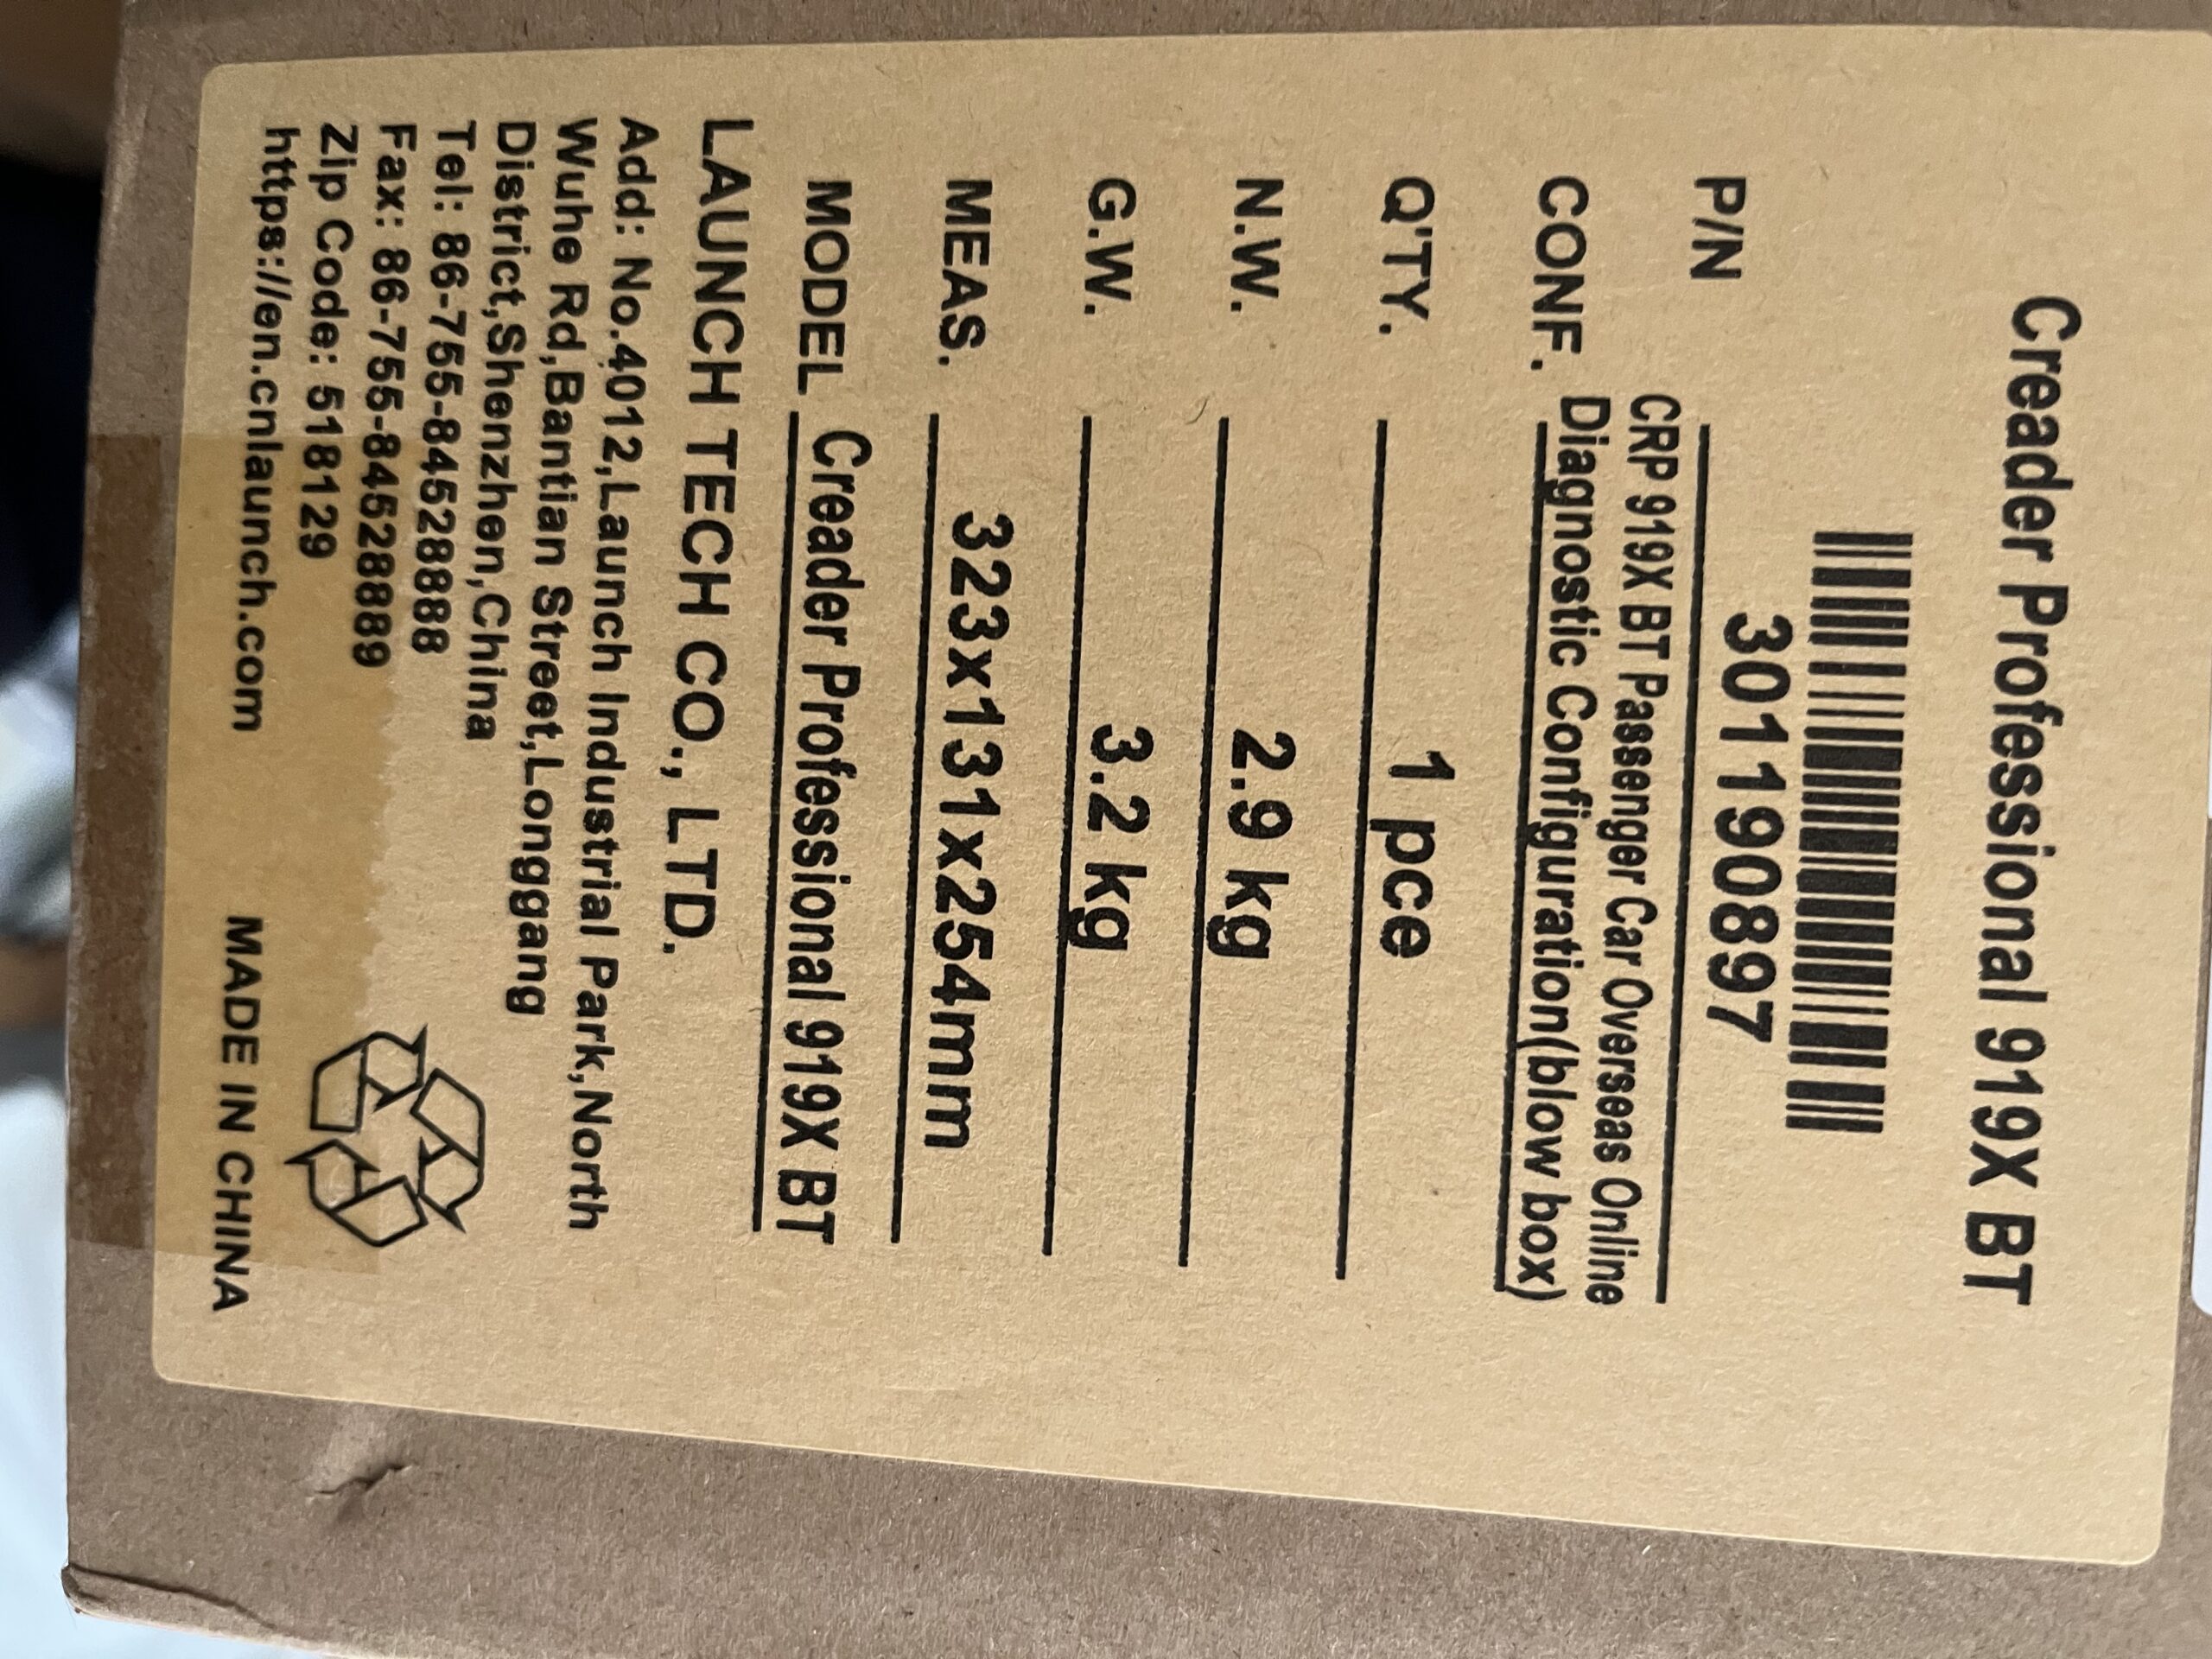 Creader Professional 919X BT
P/N 301190897
CRP 919X BT Passenger Car Overseas Online
CONF. Diagnostic Configuration(blow box)
Q'TY. 1 pce
N.W. 2.9 kg
G.W. 3.2 kg
MEAS. 323x131x254mm
MODEL Creader Professional 919X BT
LAUNCH TECH CO., LTD.
Add: No.4012,Launch Industrial Park,North
Wuhe Rd,Bantian Street,Longgang
District,Shenzhen,China
Tel: 86-755-84528888
Fax: 86-755-84528889
Zip Code: 518129
https://en.cnlaunch.com
MADE IN CHINA